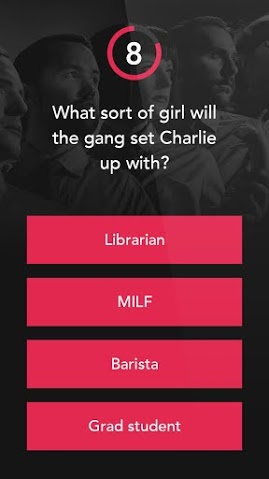 8
What sort of girl will
the gang set Charlie
up with?
Librarian
MILF
Barista
Grad student